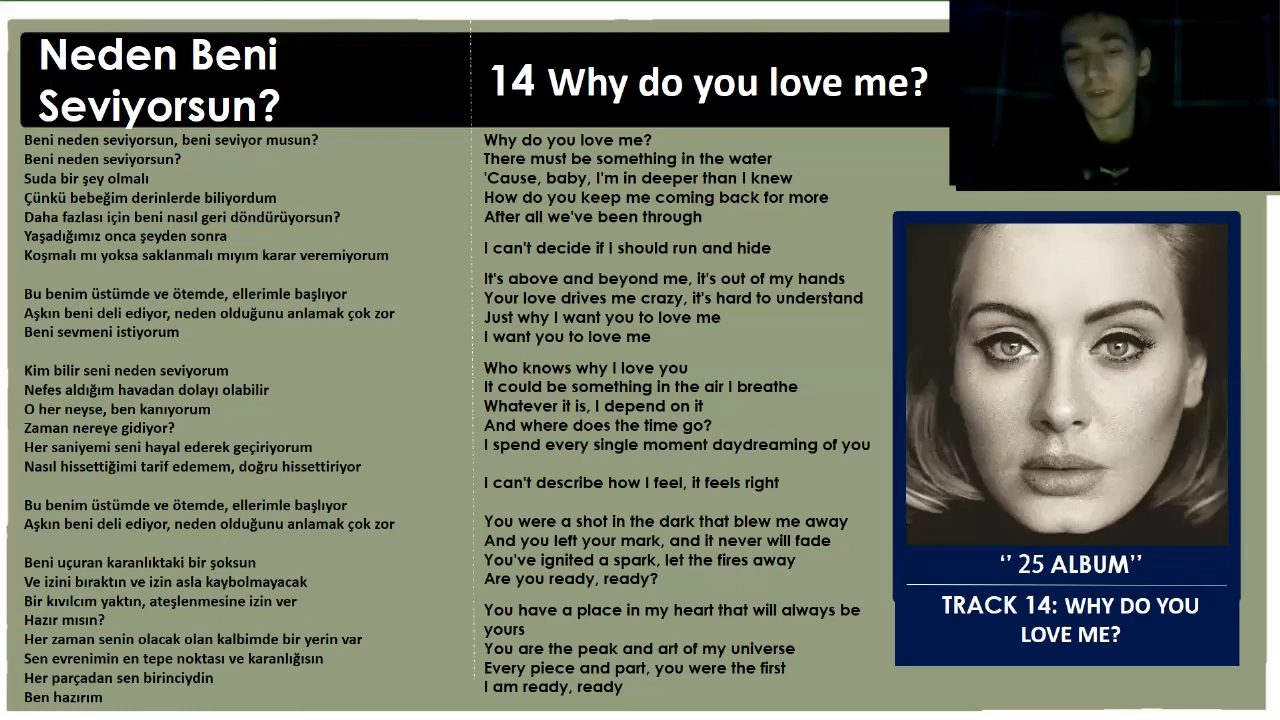 Neden Beni
Seviyorsun?
Beni neden seviyorsun, beni seviyor musun?
Beni neden seviyorsun?
Suda bir şey olmalı
Çünkü bebeğim derinlerde biliyordum
Daha fazlası için beni nasıl geri döndürüyorsun?
Yaşadığımız onca şeyden sonra
Koşmalı mı yoksa saklanmalı mıyım karar veremiyorum
Bu benim üstümde ve ötemde, ellerimle başlıyor
Aşkın beni deli ediyor, neden olduğunu anlamak çok zor
Beni sevmeni istiyorum
Kim bilir seni neden seviyorum
Nefes aldığım havadan dolayı olabilir
O her neyse, ben kanıyorum
Zaman nereye gidiyor?
Her saniyemi seni hayal ederek geçiriyorum
Nasıl hissettiğimi tarif edemem, doğru hissettiriyor
Bu benim üstümde ve ötemde, ellerimle başlıyor
Aşkın beni deli ediyor, neden olduğunu anlamak çok zor
Beni uçuran karanlıktaki bir şoksun
Ve izini bıraktın ve izin asla kaybolmayacak
Bir kıvılcım yaktın, ateşlenmesine izin ver
Hazır mısın?
Her zaman senin olacak olan kalbimde bir yerin var
Sen evrenimin en tepe noktası ve karanlığısın
Her parçadan sen birinciydin
Ben hazırım
14 Why do you love me?
Why do you love me?
There must be something in the water
'Cause, baby, I'm in deeper than I knew
How do you keep me coming back for more
After all we've been through
I can't decide if I should run and hide
It's above and beyond me, it's out of my hands
Your love drives me crazy, it's hard to understand
Just why I want you to love me
I want you to love me
Who knows why I love you
It could be something in the air I breathe
Whatever it is, I depend on it
And where does the time go?
I spend every single moment daydreaming of you
I can't describe how I feel, it feels right
You were a shot in the dark that blew me away
And you left your mark, and it never will fade
You've ignited a spark, let the fires away
Are you ready, ready?
You have a place in my heart that will always be
yours
You are the peak and art of my universe
Every piece and part, you were the first
I am ready, ready
‘’ 25 ALBUM’’
TRACK 14: WHY DO YOU
LOVE ME?